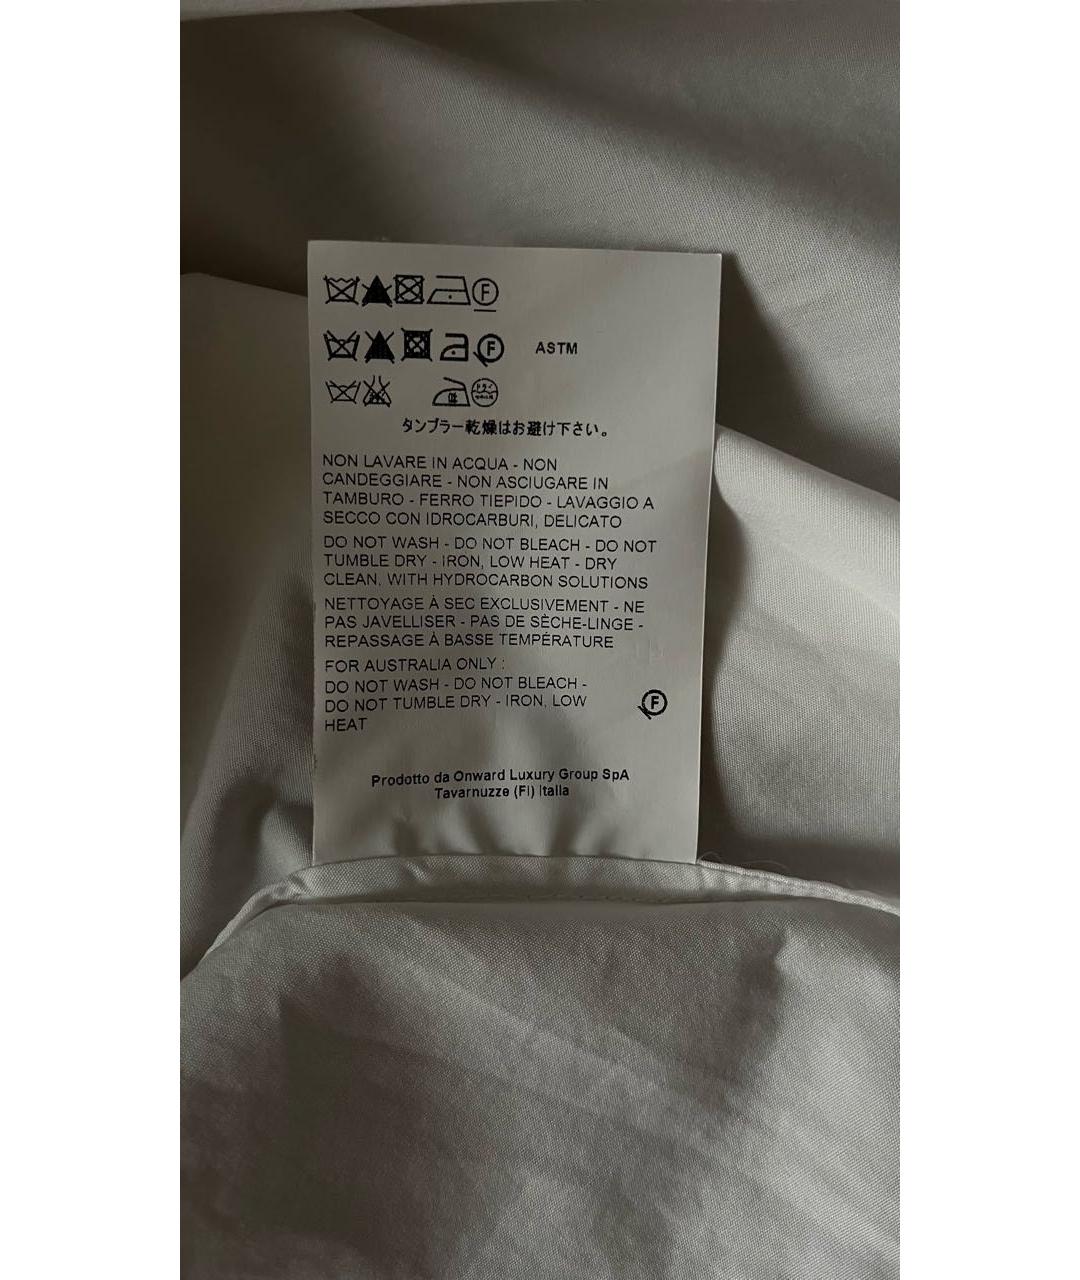 F
F ASTM
ドライ
タンブラー乾燥はお避け下さい。
NON LAVARE IN ACQUA - NON
CANDEGGIARE - NON ASCIUGARE IN
TAMBURO - FERRO TIEPIDO - LAVAGGIO A
SECCO CON IDROCARBURI, DELICATO
DO NOT WASH - DO NOT BLEACH - DO NOT
TUMBLE DRY - IRON, LOW HEAT - DRY
CLEAN, WITH HYDROCARBON SOLUTIONS
NETTOYAGE À SEC EXCLUSIVEMENT - NE
PAS JAVELLISER - PAS DE SÈCHE-LINGE -
REPASSAGE À BASSE TEMPÉRATURE
FOR AUSTRALIA ONLY :
DO NOT WASH - DO NOT BLEACH -
DO NOT TUMBLE DRY - IRON, LOW F
HEAT
Prodotto da Onward Luxury Group SpA
Tavarnuzze (FI) Italia